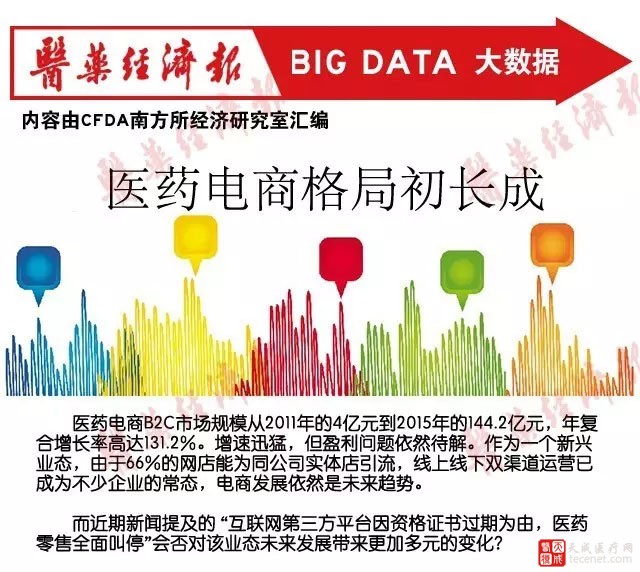 醫藥經濟報
BIG DATA 大数据
内容由CFDA南方所经济研究室汇编
医药电商格局初长成
医药电商B2C市场规模从2011年的4亿元到2015年的144.2亿元，年复
合增长率高达131.2%。增速迅猛，但盈利问题依然待解。作为一个新兴
业态，由于66%的网店能为同公司实体店引流，线上线下双渠道运营已
成为不少企业的常态，电商发展依然是未来趋势。
而近期新闻提及的“互联网第三方平台因资格证书过期为由，医药
零售全面叫停”会否对该业态未来发展带来更加多元的变化？
天成医疗网
tecenet.com